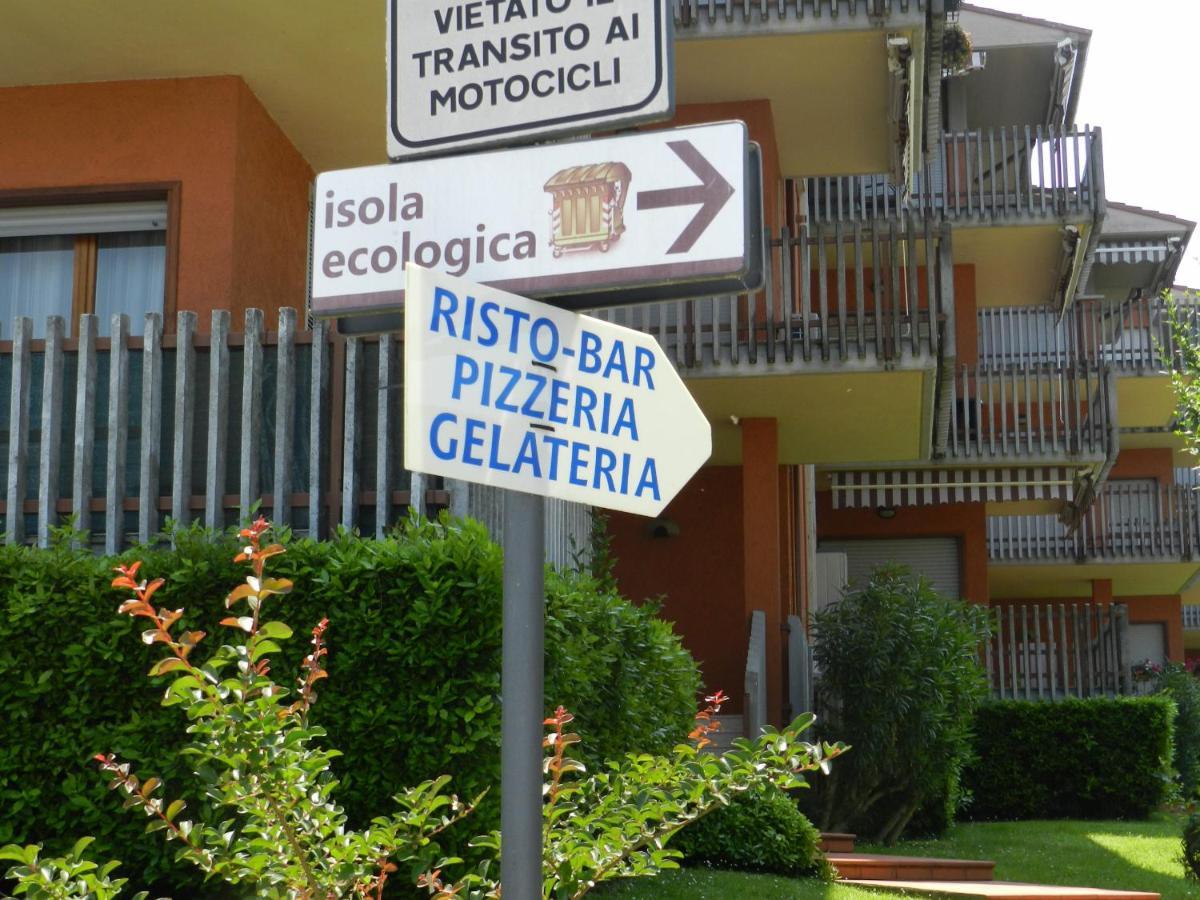 VIETATO IL
TRANSITO AI
MOTOCICLI
isola
ecologica
RISTO-BAR
PIZZERIA
GELATERIA